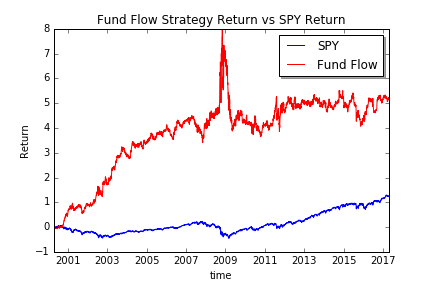 Fund Flow Strategy Return vs SPY Return
8
7
6
5
4
3
2
1
0
−1
Return
SPY
Fund Flow
2001 2003 2005 2007 2009 2011 2013 2015 2017
time